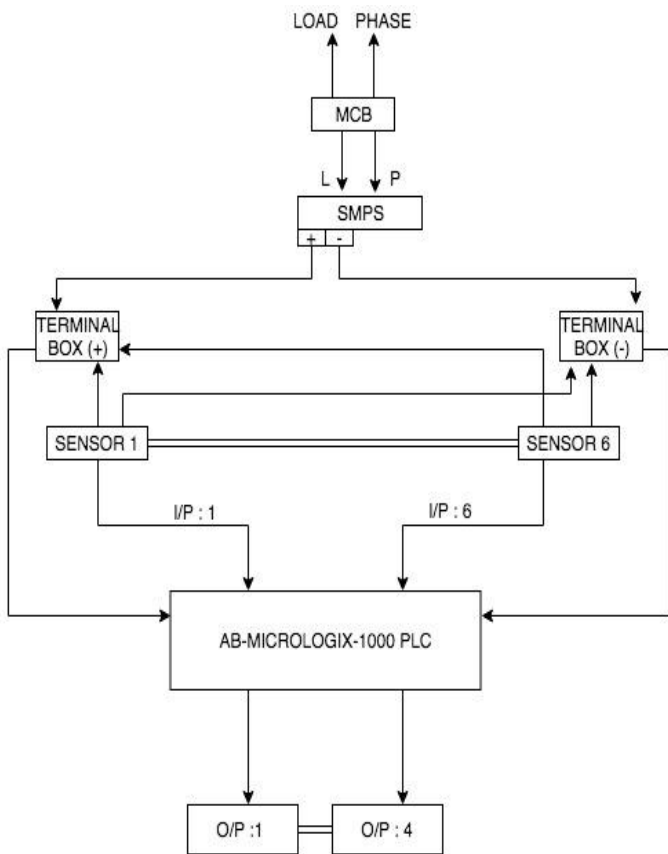 LOAD PHASE
MCB
L P
SMPS
+ -
TERMINAL
BOX (+)
TERMINAL
BOX (-)
SENSOR 1
SENSOR 6
I/P : 1
I/P : 6
AB-MICROLOGIX-1000 PLC
O/P :1
O/P : 4